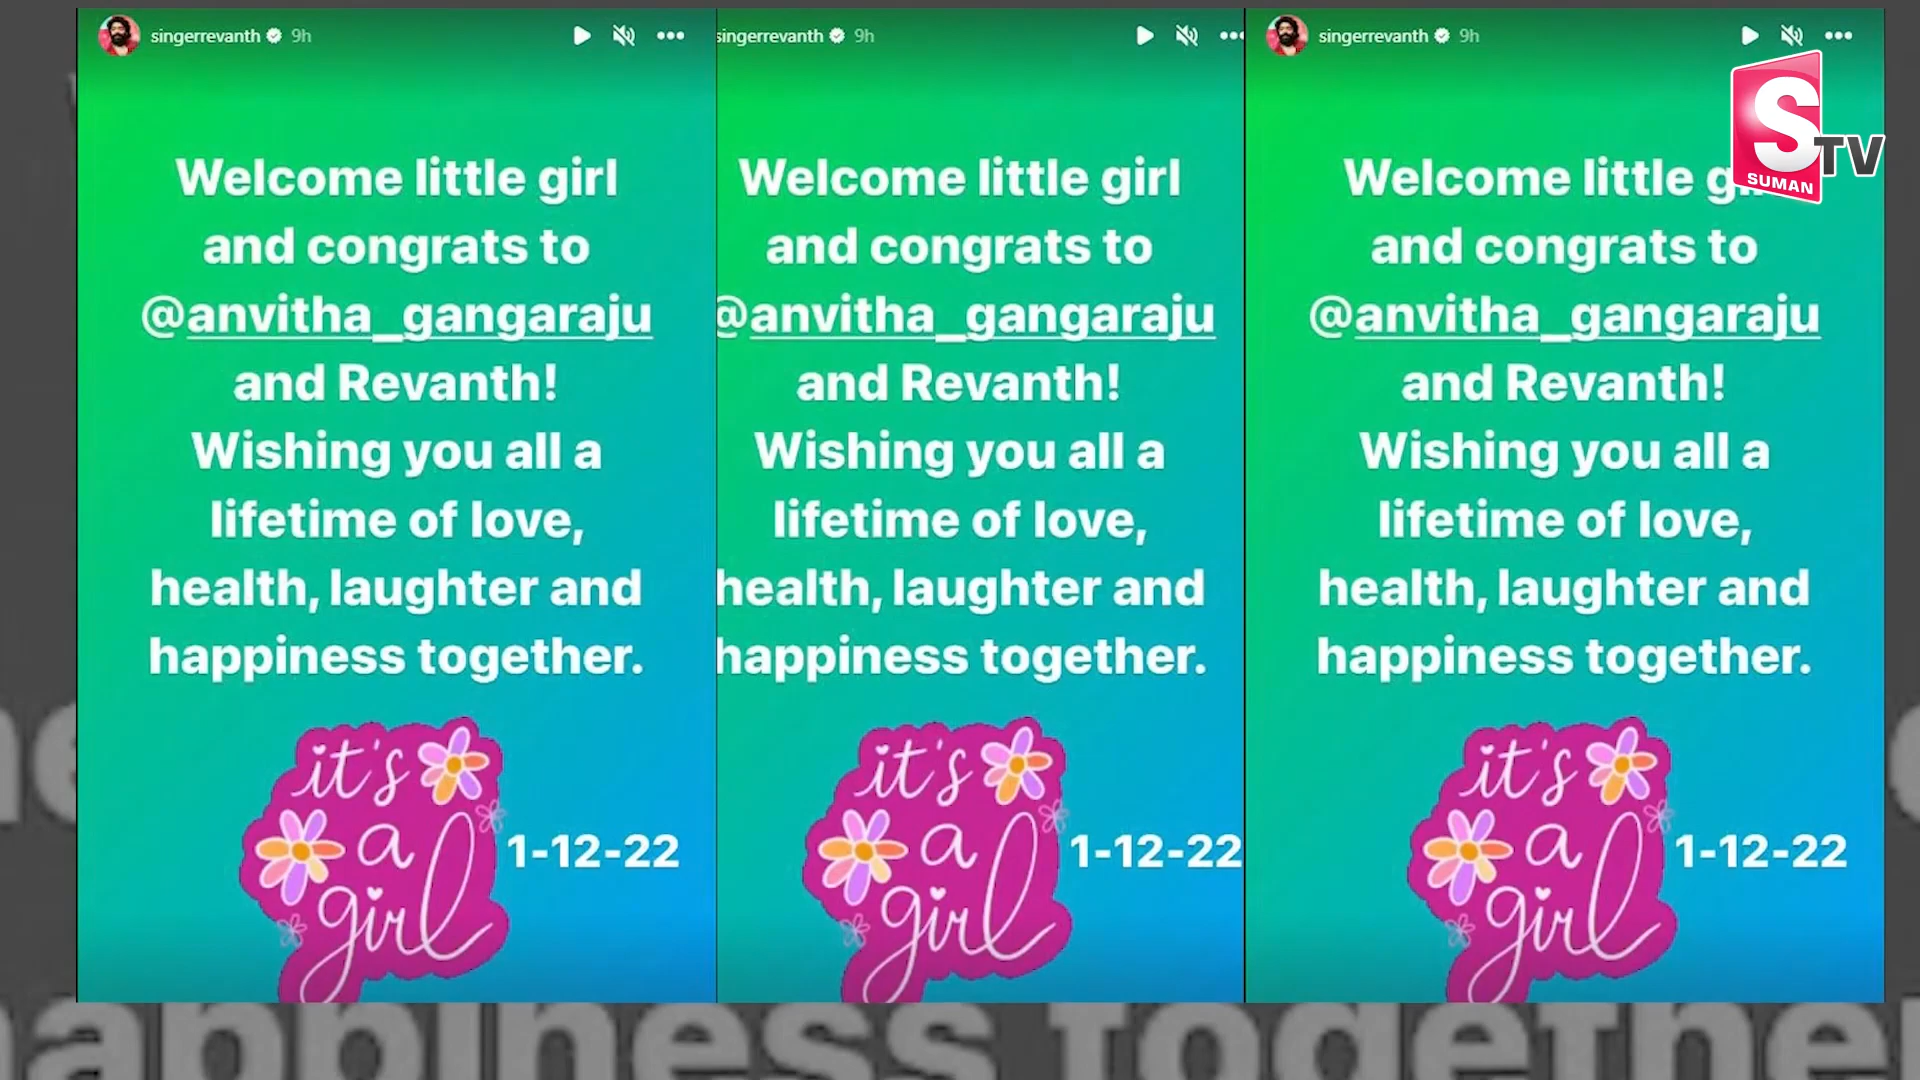 singerrevanth 9h
Welcome little girl
and congrats to
@anvitha_gangaraju
and Revanth!
Wishing you all a
lifetime of love,
health, laughter and
happiness together.
it's
a
girl
1-12-22
singerrevanth 9h
Welcome little girl
and congrats to
@anvitha_gangaraju
and Revanth!
Wishing you all a
lifetime of love,
health, laughter and
happiness together.
it's
a
girl
1-12-22
singerrevanth 9h
Welcome little girl
and congrats to
@anvitha_gangaraju
and Revanth!
Wishing you all a
lifetime of love,
health, laughter and
happiness together.
it's
a
girl
1-12-22
S TV
SUMAN
happiness together